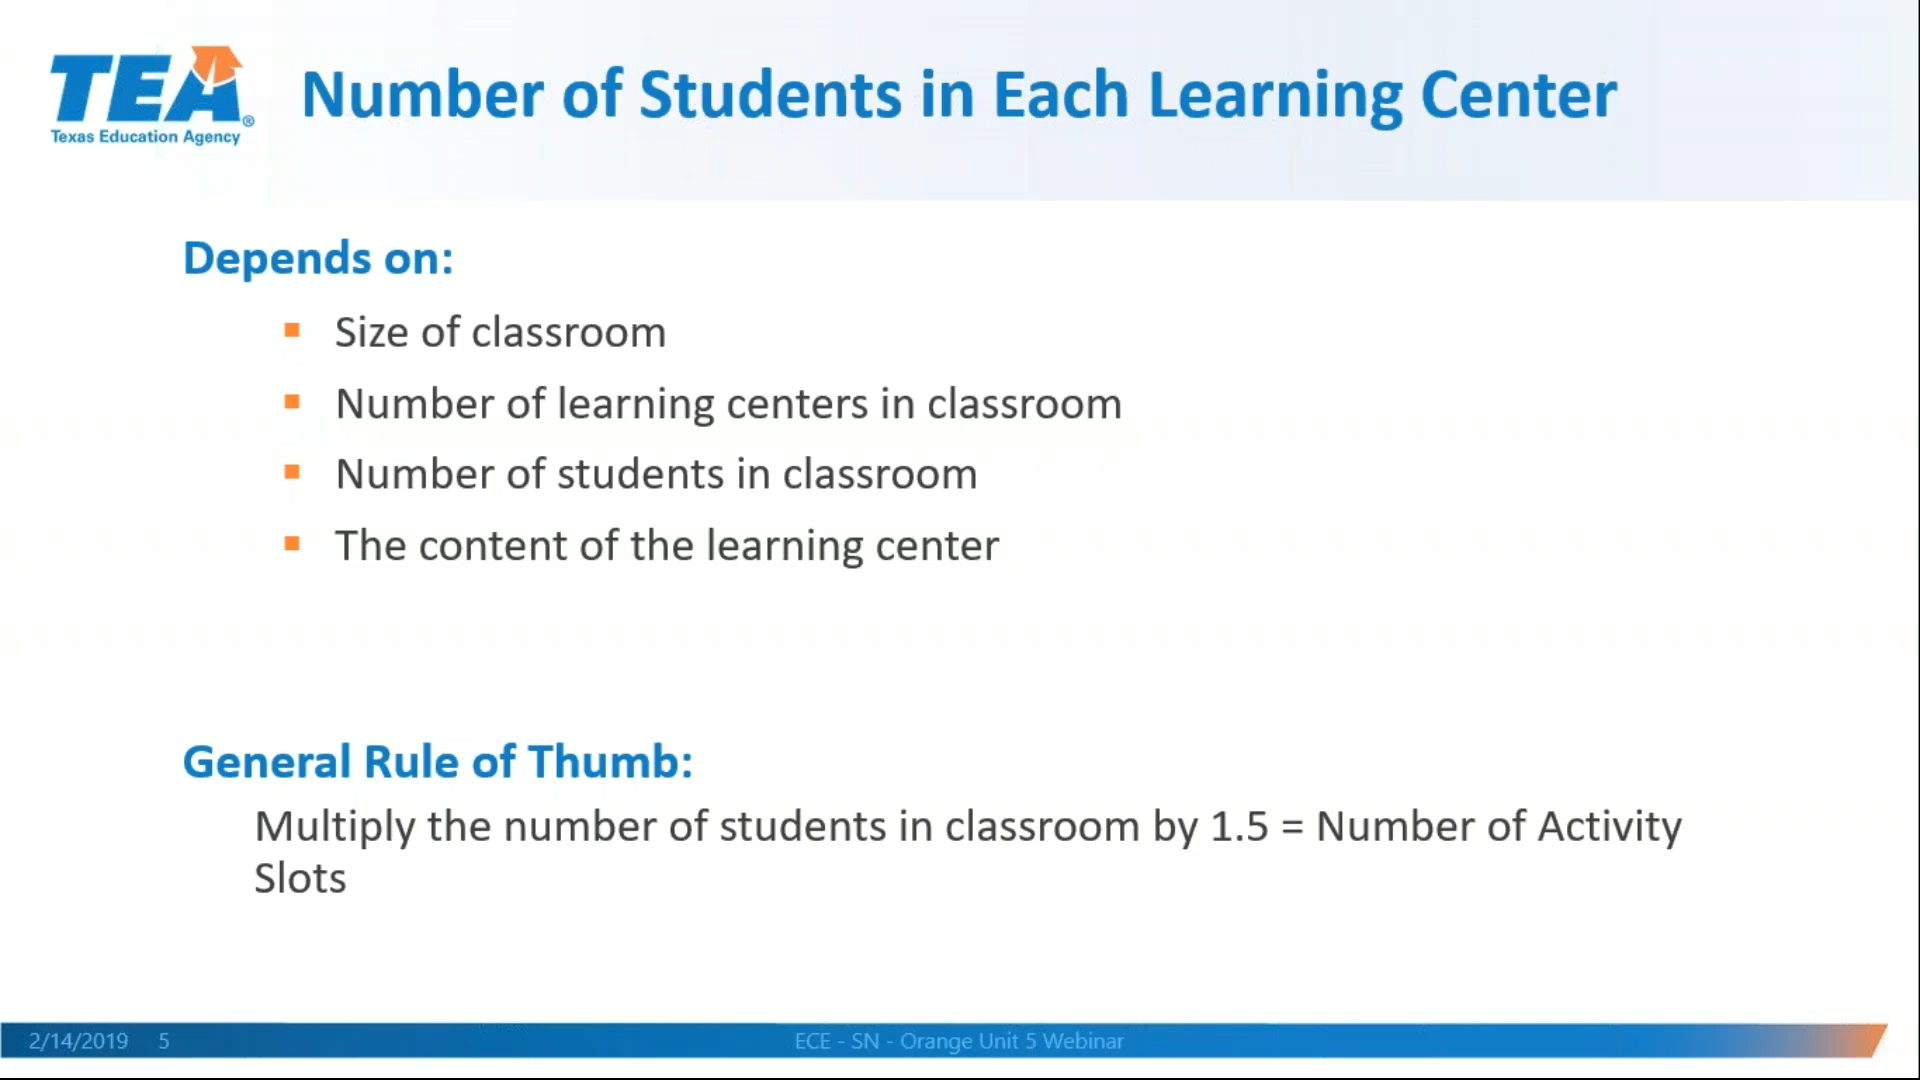 TEA®
Texas Education Agency
Number of Students in Each Learning Center
Depends on:
Size of classroom
Number of learning centers in classroom
Number of students in classroom
The content of the learning center
General Rule of Thumb:
Multiply the number of students in classroom by 1.5 = Number of Activity
Slots
2/14/2019 5 ECE - SN - Orange Unit 5 Webinar